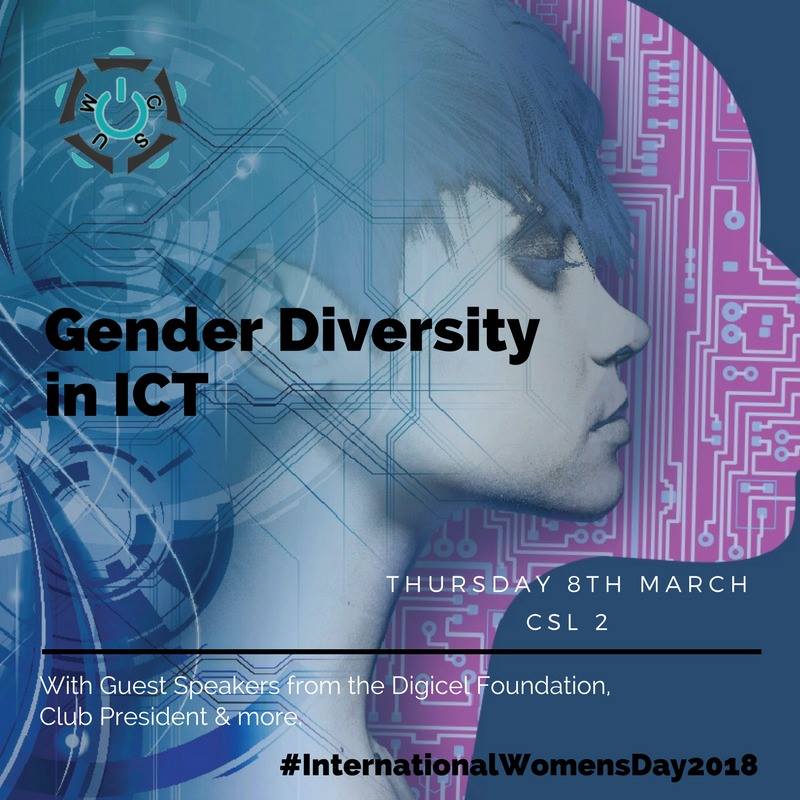 U W C S
Gender Diversity
in ICT
THURSDAY 8TH MARCH
CSL 2
With Guest Speakers from the Digicel Foundation,
Club President & more.
#InternationalWomensDay2018